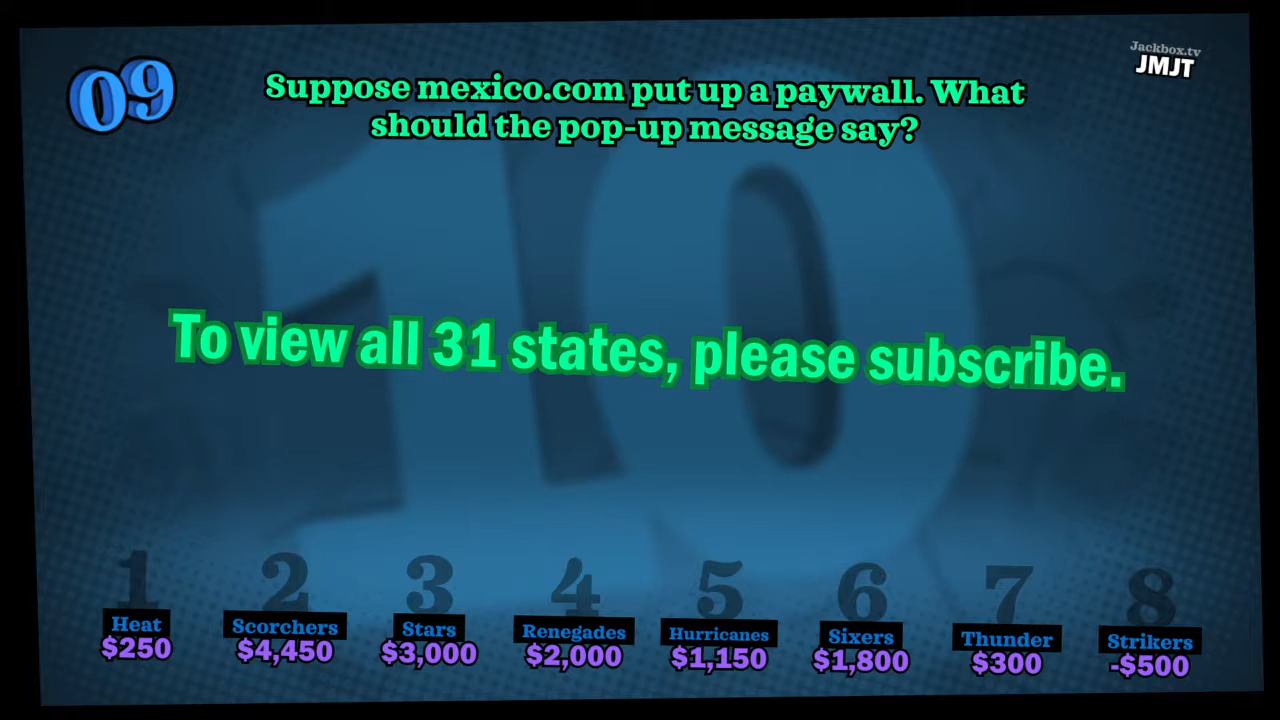 09
Jackbox.tv
JMJT
Suppose mexico.com put up a paywall. What
should the pop-up message say?
10
To view all 31 states, please subscribe.
1 2 3 4 5 6 7 8
Heat Scorchers Stars Renegades Hurricanes Sixers Thunder Strikers
$250 $4,450 $3,000 $2,000 $1,150 $1,800 $300 -$500